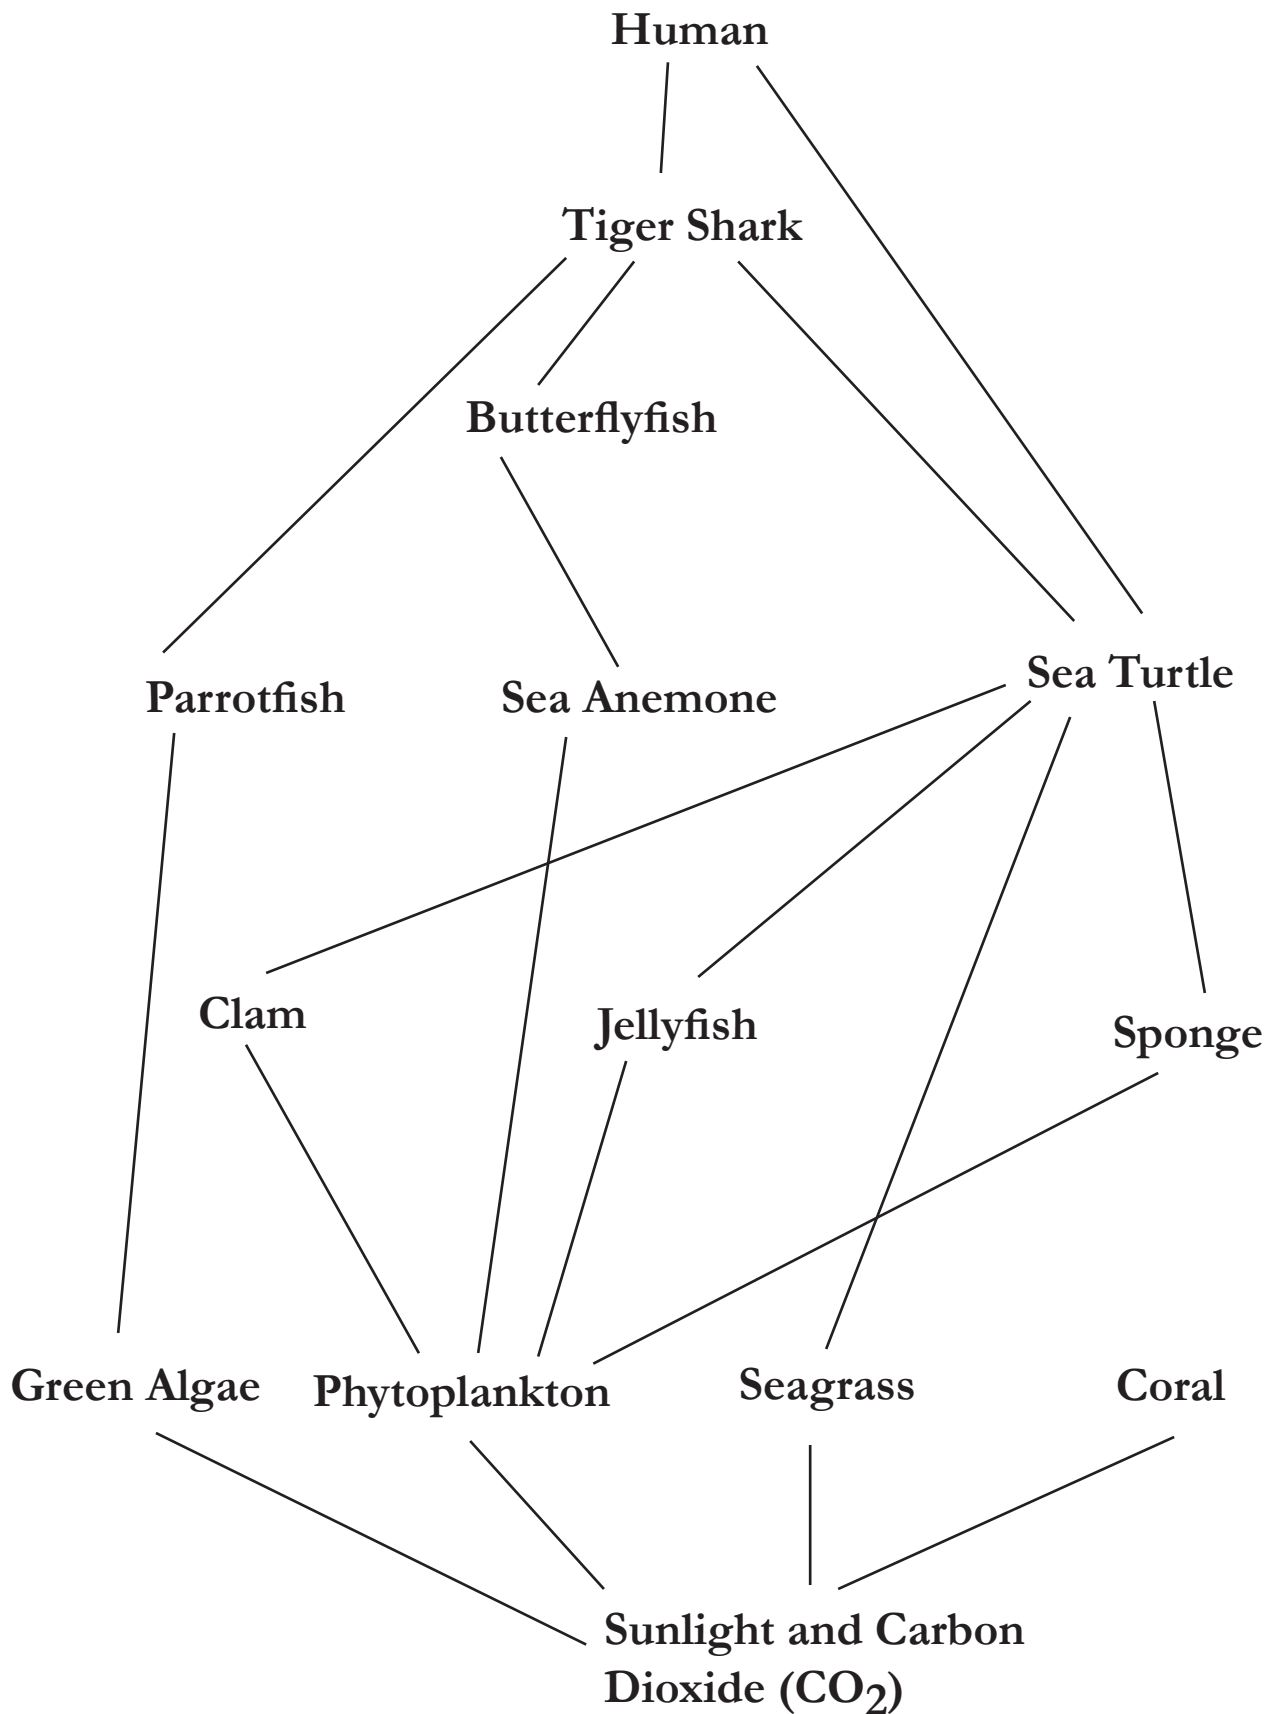 Human
Tiger Shark
Butterflyfish
Parrotfish
Sea Anemone
Sea Turtle
Clam
Jellyfish
Sponge
Green Algae
Phytoplankton
Seagrass
Coral
Sunlight and Carbon
Dioxide (CO₂)